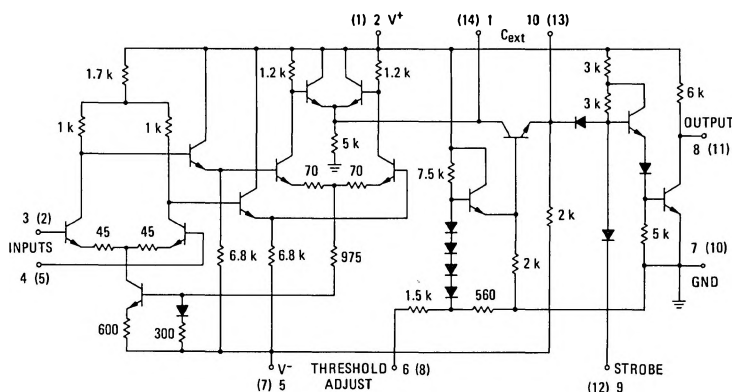 (1) 2 V+
(14) 1
10 (13)
Cext
1.7 k
1.2 k
1.2 k
3 k
3 k
6 k
1 k
1 k
OUTPUT
8 (11)
5 k
7.5 k
70
70
3 (2)
INPUTS
4 (5)
45
45
6.8 k
6.8 k
975
2 k
2 k
5 k
7 (10)
GND
600
300
1.5 k
560
V-
(7) 5
THRESHOLD
ADJUST
6 (8)
STROBE
(12) 9